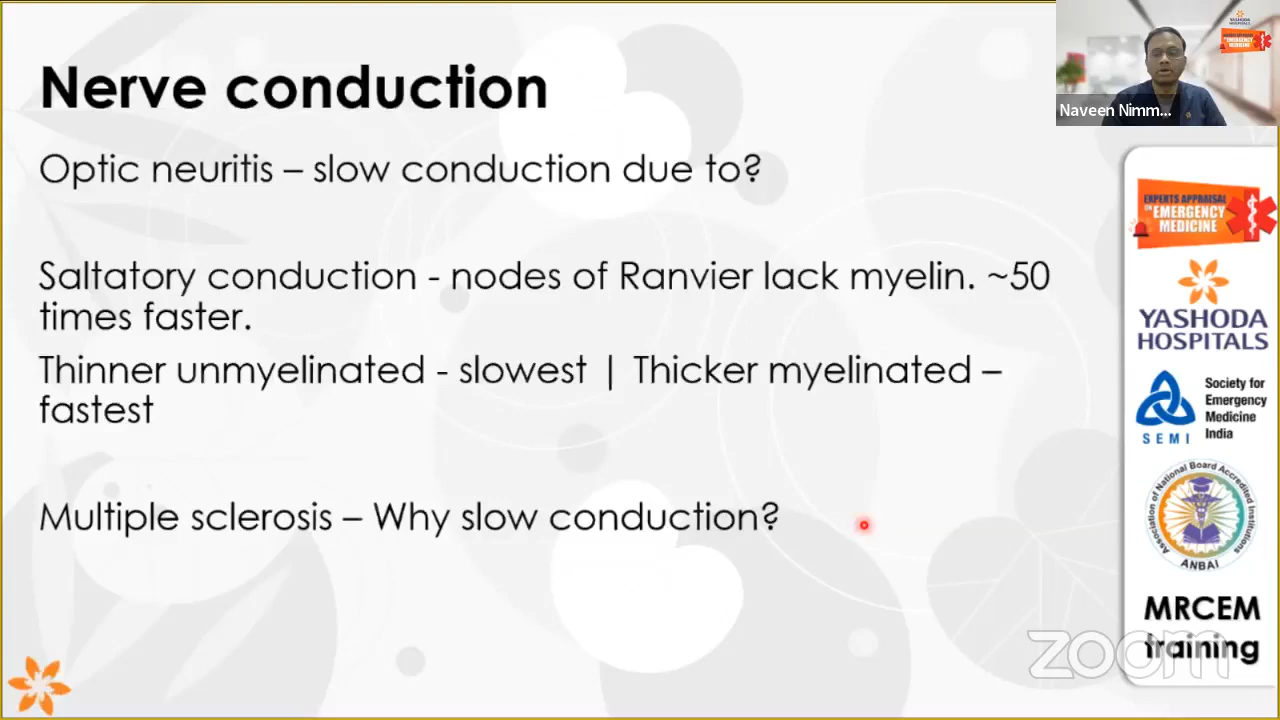 Nerve conduction
Optic neuritis – slow conduction due to?
Saltatory conduction - nodes of Ranvier lack myelin. ~50
times faster.
Thinner unmyelinated - slowest | Thicker myelinated –
fastest
Multiple sclerosis – Why slow conduction?
Naveen Nimm...
EXPERTS APPRAISAL
ON EMERGENCY
MEDICINE
YASHODA
HOSPITALS
Society for
Emergency
Medicine
India
SEMI
Association of National Board Accredited Institutions
ANBAI
MRCEM
training
zoom